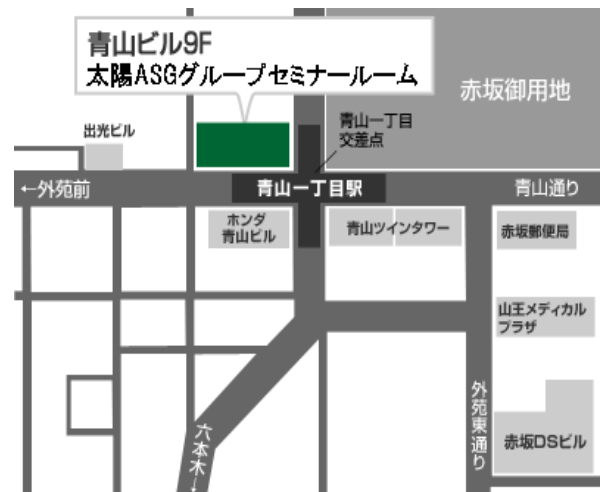 青山ビル9F
太陽ASGグループセミナールーム
赤坂御用地
出光ビル
青山一丁目
交差点
←外苑前
青山一丁目駅
青山通り
ホンダ
青山ビル
青山ツインタワー
赤坂郵便局
山王メディカル
プラザ
外苑東通り
赤坂DSビル
六本木→